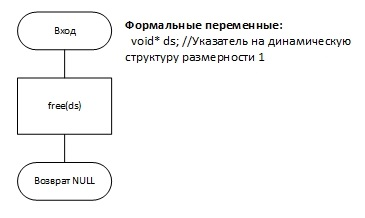 Вход
Формальные переменные:
void* ds; //Указатель на динамическую
структуру размерности 1
free(ds)
Возврат NULL